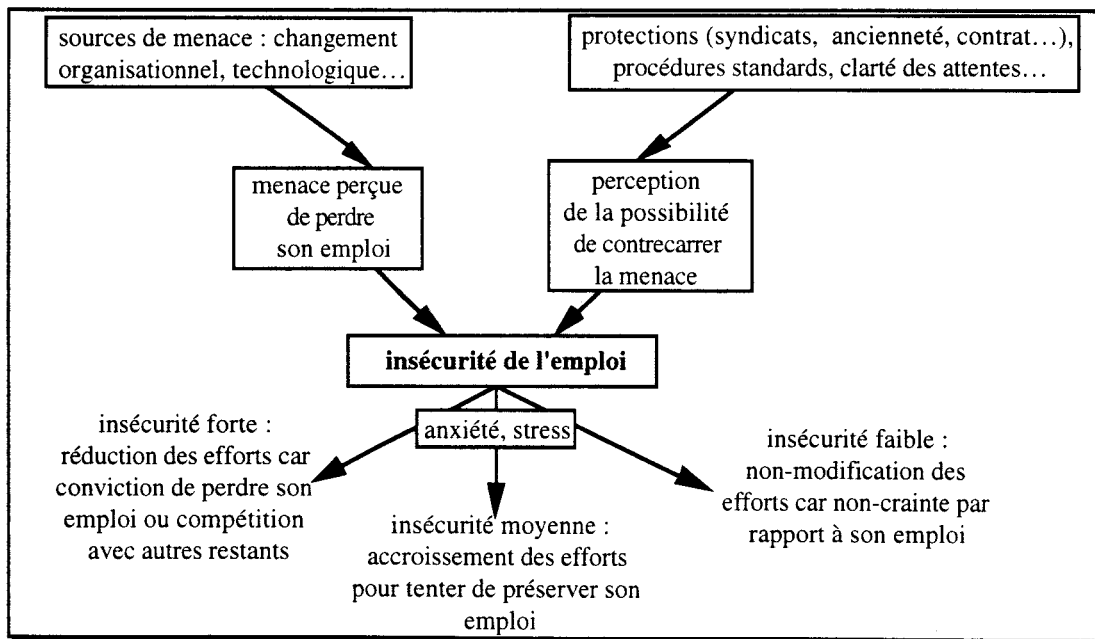 sources de menace : changement
organisationnel, technologique…
protections (syndicats, ancienneté, contrat…),
procédures standards, clarté des attentes…
menace perçue
de perdre
son emploi
perception
de la possibilité
de contrecarrer
la menace
insécurité de l'emploi
anxiété, stress
insécurité forte :
réduction des efforts car
conviction de perdre son
emploi ou compétition
avec autres restants
insécurité moyenne :
accroissement des efforts
pour tenter de préserver son
emploi
insécurité faible :
non-modification des
efforts car non-crainte par
rapport à son emploi